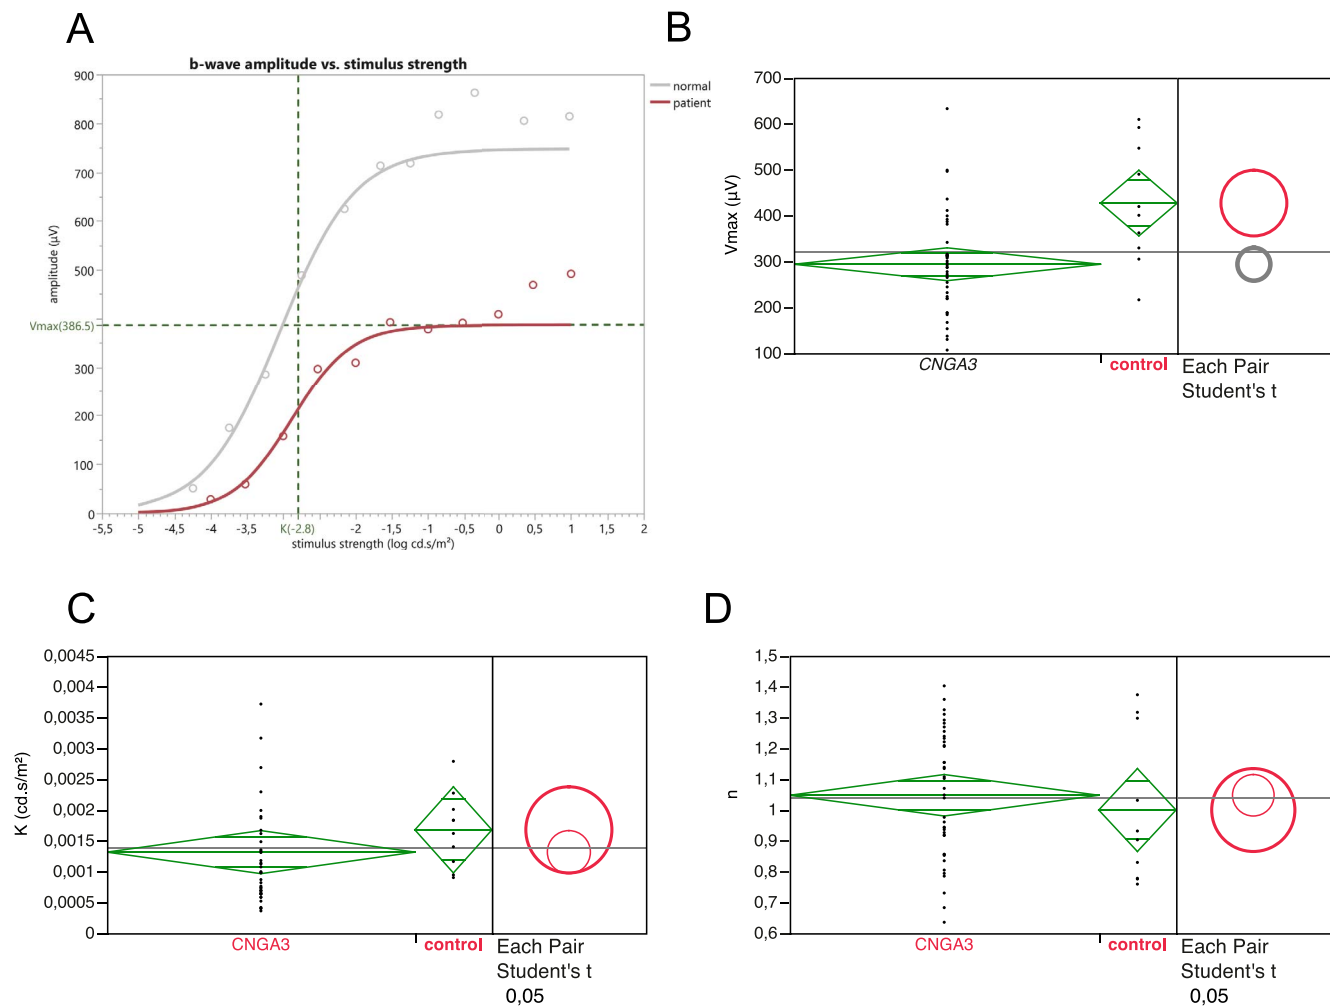 A
b-wave amplitude vs. stimulus strength
900
800
700
600
500
Vmax(386.5)
300
200
100
0
amplitude (µV)
-5,5
-5
-4,5
-4
-3,5
K(-2.8)
-2
-1,5
-1
-0,5
0
0,5
1
1,5
2
stimulus strength (log cd.s/m²)
normal
patient
B
700
600
500
400
300
200
100
Vmax (µV)
CNGA3
control
Each Pair
Student's t
C
0,0045
0,004
0,0035
0,003
0,0025
0,002
0,0015
0,001
0,0005
0
K (cd.s/m²)
CNGA3
control
Each Pair
Student's t
0,05
D
1,5
1,4
1,3
1,2
1,1
1
0,9
0,8
0,7
0,6
n
CNGA3
control
Each Pair
Student's t
0,05